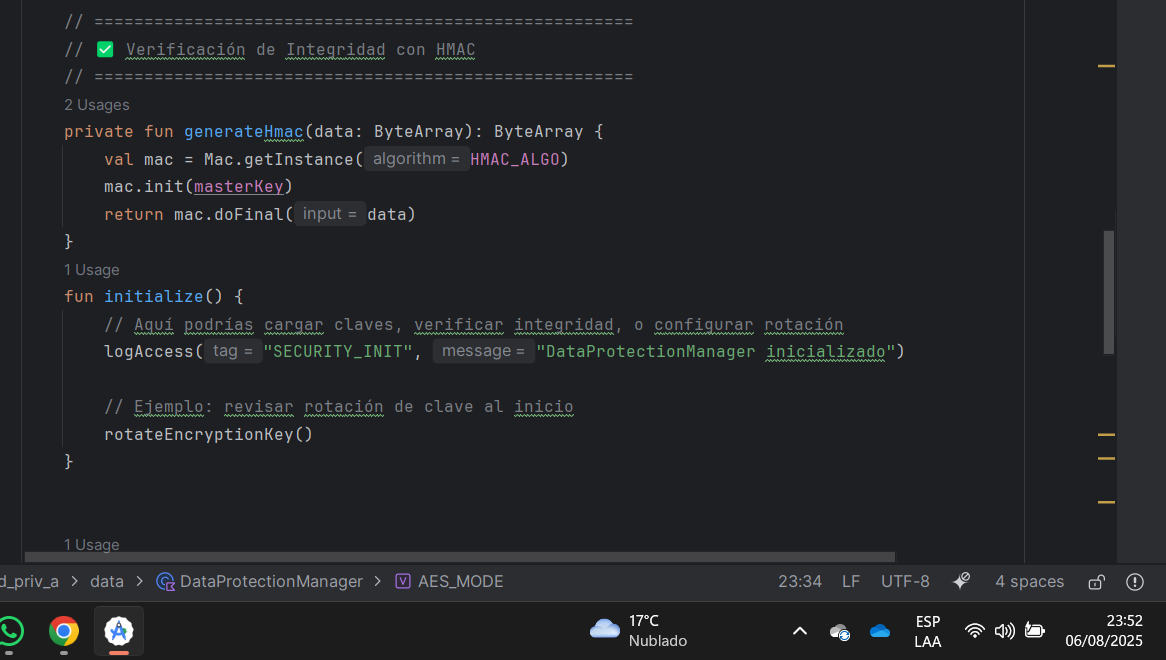 // ======================================================
// ✅ Verificación de Integridad con HMAC
// ======================================================
2 Usages
private fun generateHmac(data: ByteArray): ByteArray {
val mac = Mac.getInstance( algorithm = HMAC_ALGO)
mac.init(masterKey)
return mac.doFinal( input = data)
}
1 Usage
fun initialize() {
// Aquí podrías cargar claves, verificar integridad, o configurar rotación
logAccess( tag = "SECURITY_INIT", message = "DataProtectionManager inicializado")
// Ejemplo: revisar rotación de clave al inicio
rotateEncryptionKey()
}
1 Usage
d_priv_a > data > DataProtectionManager > AES_MODE 23:34 LF UTF-8 4 spaces
17°C
Nublado
ESP
LAA
23:52
06/08/2025